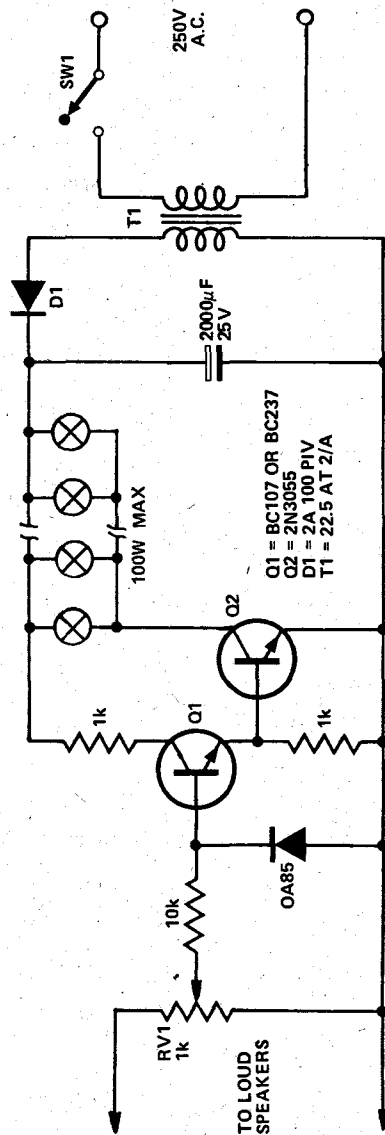 SW1
250V
A.C.
T1
D1
2000µF
25V
100W MAX
Q1 = BC107 OR BC237
Q2 = 2N3055
D1 = 2A 100 PIV
T1 = 22.5 AT 2/A
Q2
1k
Q1
1k
10k
OA85
RV1
1k
TO LOUD
SPEAKERS